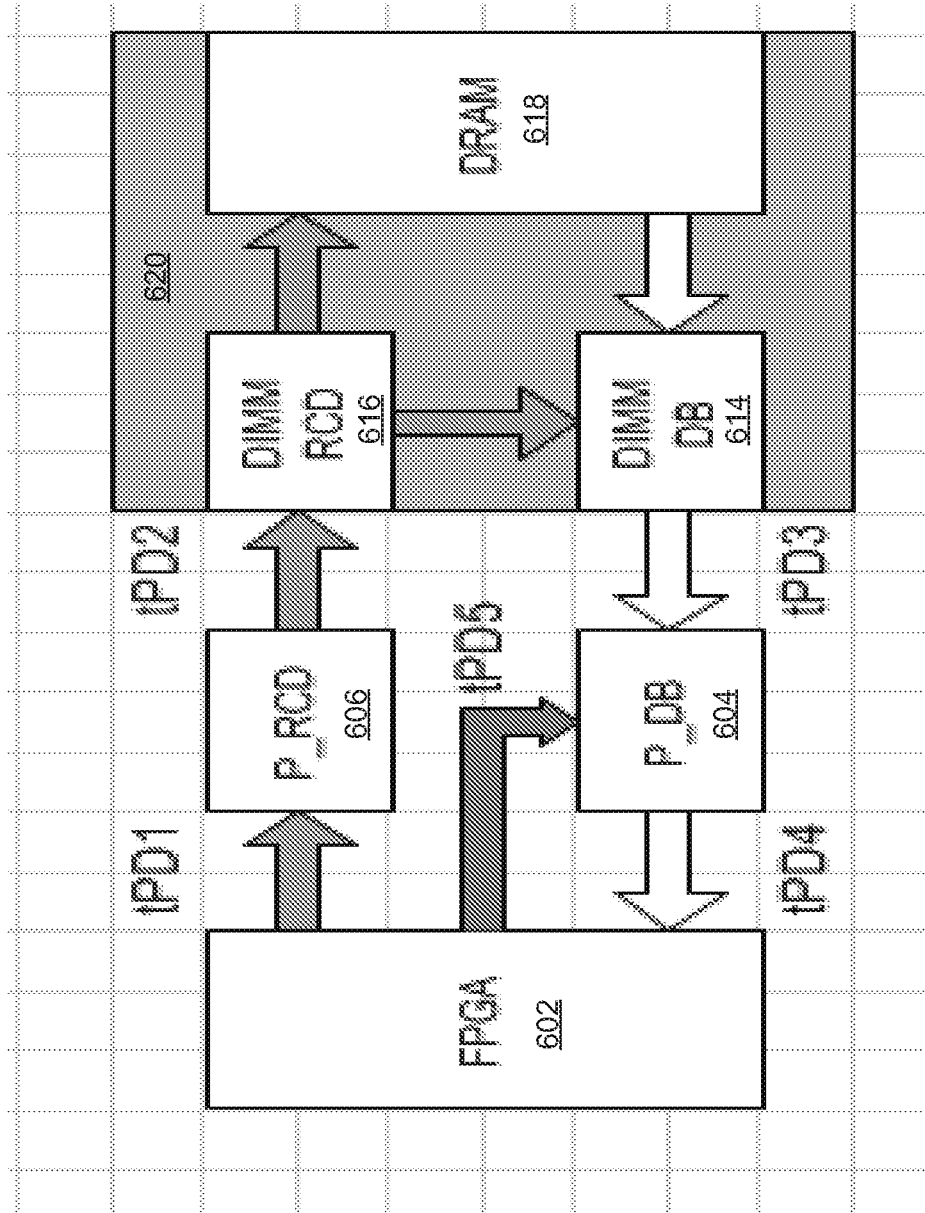 620
DRAM
618
DIMM
RCD
616
DIMM
DB
614
tPD2
tPD3
P_RCD
606
tPD5
P_DB
604
tPD1
tPD4
FPGA
602